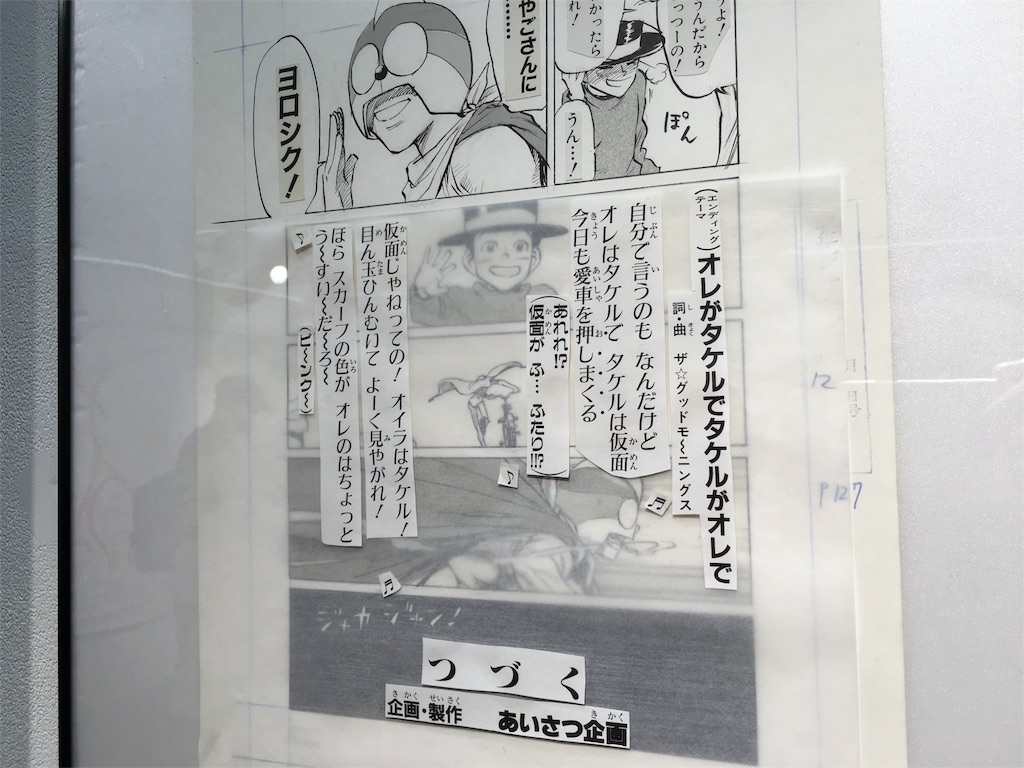 うよ!
うんだから
っつーの!
かったら
れ!
ぽん
うん…!
やごさんに
……
ヨロシク!
(エンディングテーマ)オレがタケルでタケルがオレで
詞・曲 ザ☆グッドモ〜ニングス
自分で言うのも なんだけど
オレはタケルで タケルは仮面
今日も愛車を押しまくる
あれれ!?
仮面が ふ… ふたり!!?
仮面じゃねっての! オイラはタケル!
目ん玉ひんむいて よーく見やがれ!
ほら スカーフの色が オレのはちょっと
う〜すい〜だ〜ろ〜
(ピ〜ンク〜)
つづく
企画・製作 あいさつ企画
12
月
日号
P.127